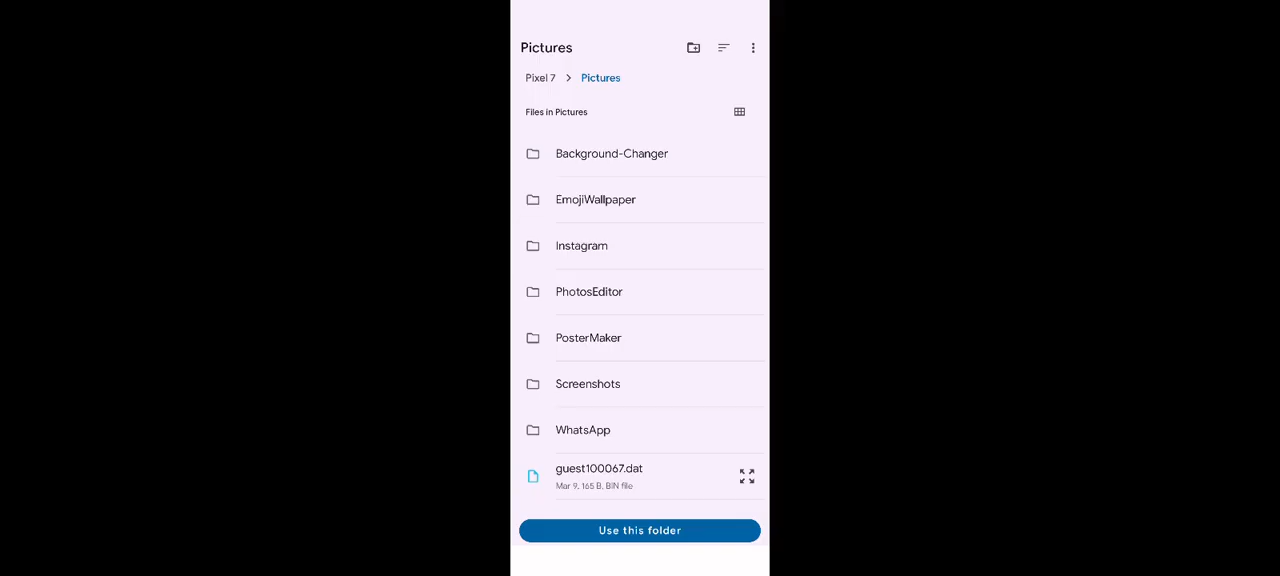 Pictures
Pixel 7 > Pictures
Files in Pictures
Background-Changer
EmojiWallpaper
Instagram
PhotosEditor
PosterMaker
Screenshots
WhatsApp
guest100067.dat
Mar 9, 165 B, BIN file
Use this folder